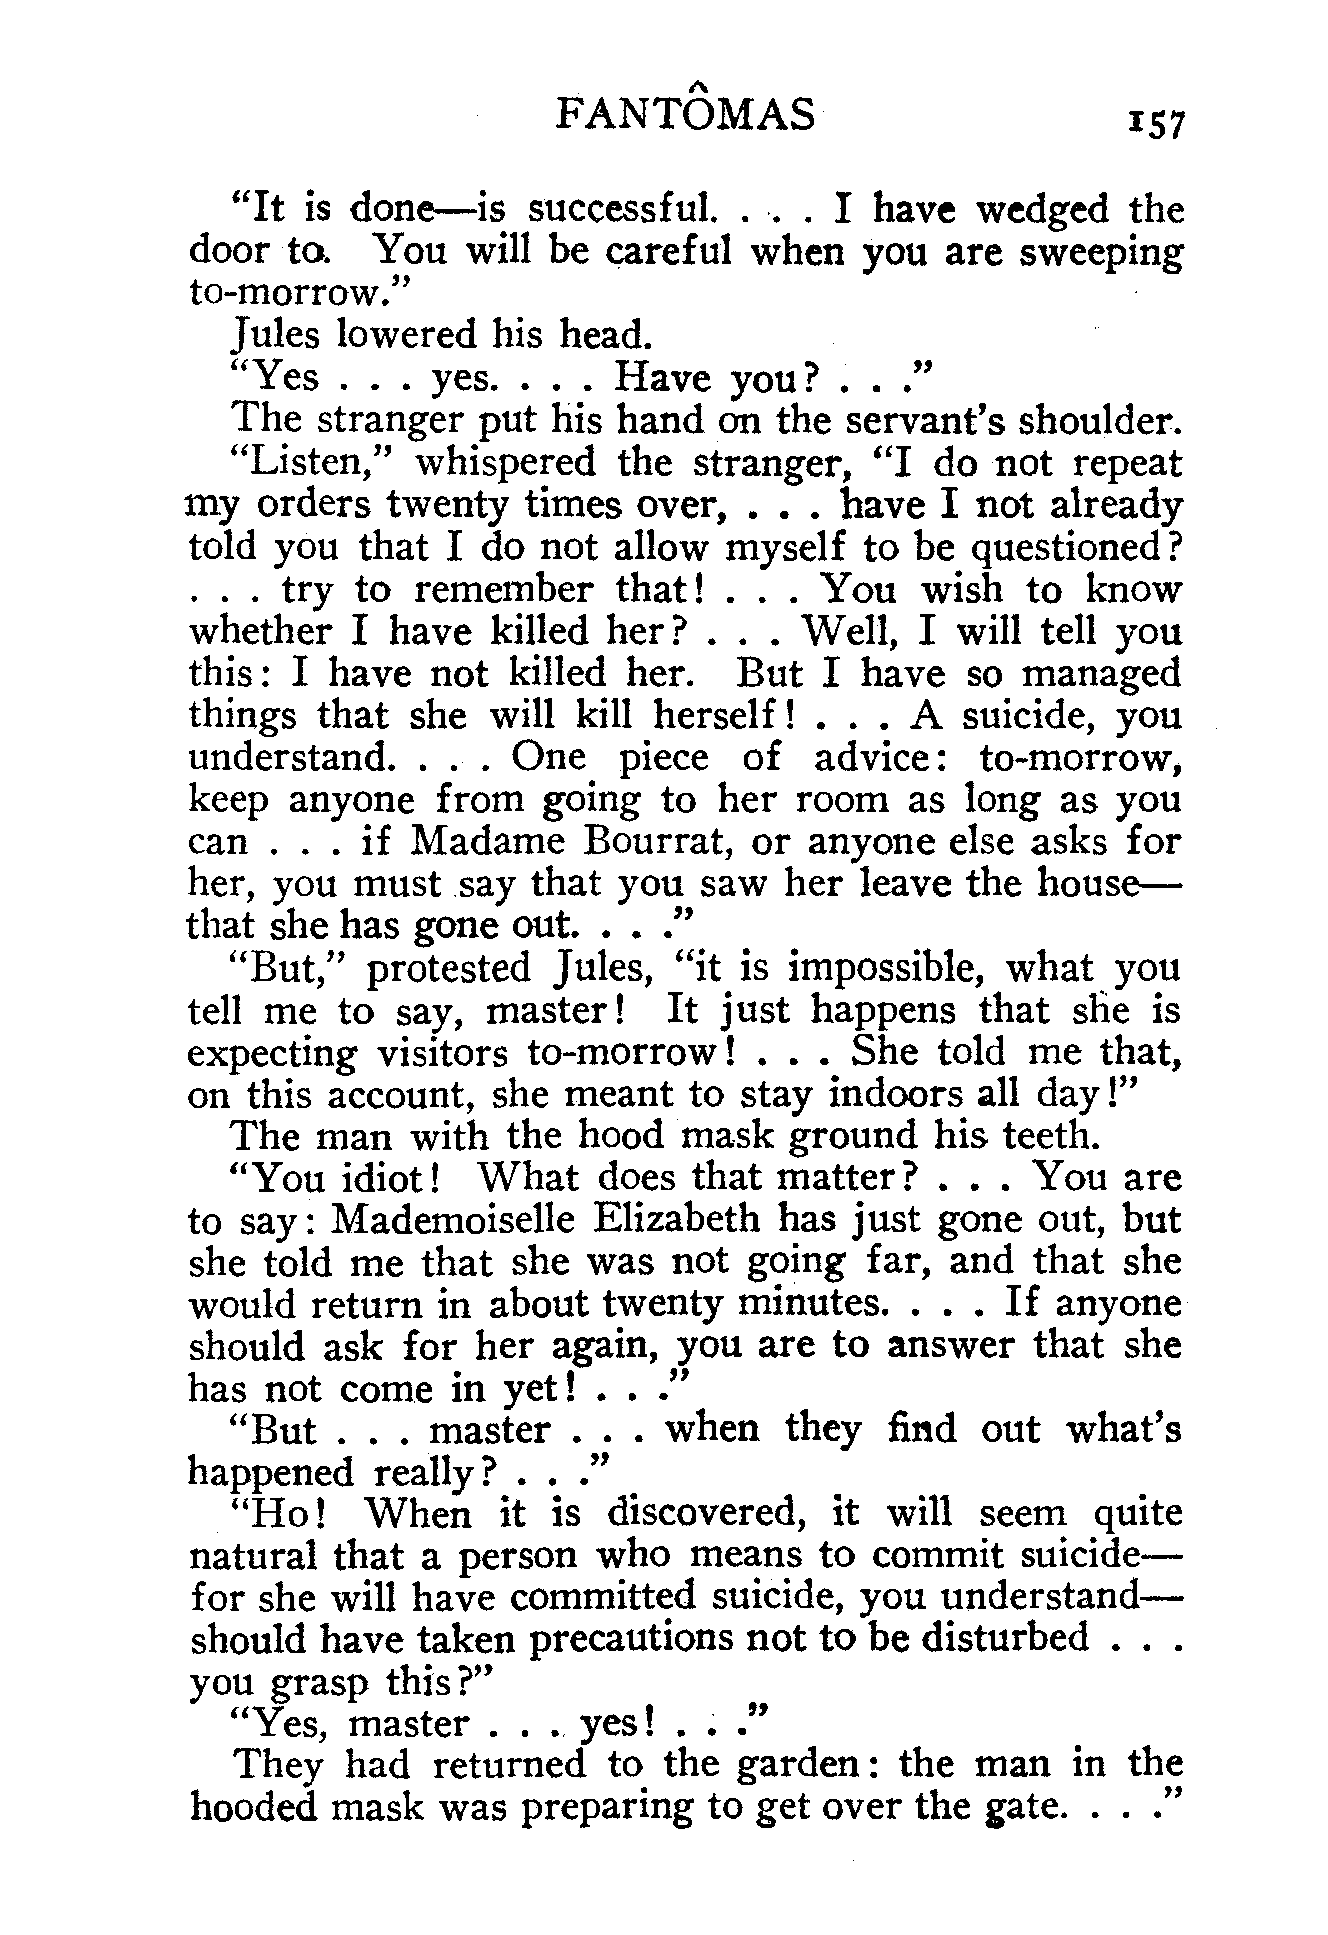 FANTÔMAS 157
"It is done—is successful. . . . I have wedged the
door to. You will be careful when you are sweeping
to-morrow."
Jules lowered his head.
"Yes . . . yes. . . . Have you? . . ."
The stranger put his hand on the servant's shoulder.
"Listen," whispered the stranger, "I do not repeat
my orders twenty times over, . . . have I not already
told you that I do not allow myself to be questioned?
. . . try to remember that! . . . You wish to know
whether I have killed her? . . . Well, I will tell you
this: I have not killed her. But I have so managed
things that she will kill herself! . . . A suicide, you
understand. . . . One piece of advice: to-morrow,
keep anyone from going to her room as long as you
can . . . if Madame Bourrat, or anyone else asks for
her, you must say that you saw her leave the house—
that she has gone out. . . ."
"But," protested Jules, "it is impossible, what you
tell me to say, master! It just happens that she is
expecting visitors to-morrow! . . . She told me that,
on this account, she meant to stay indoors all day!"
The man with the hood mask ground his teeth.
"You idiot! What does that matter? . . . You are
to say: Mademoiselle Elizabeth has just gone out, but
she told me that she was not going far, and that she
would return in about twenty minutes. . . . If anyone
should ask for her again, you are to answer that she
has not come in yet! . . ."
"But . . . master . . . when they find out what's
happened really? . . ."
"Ho! When it is discovered, it will seem quite
natural that a person who means to commit suicide—
for she will have committed suicide, you understand—
should have taken precautions not to be disturbed . . .
you grasp this?"
"Yes, master . . . yes! . . ."
They had returned to the garden: the man in the
hooded mask was preparing to get over the gate. . . ."